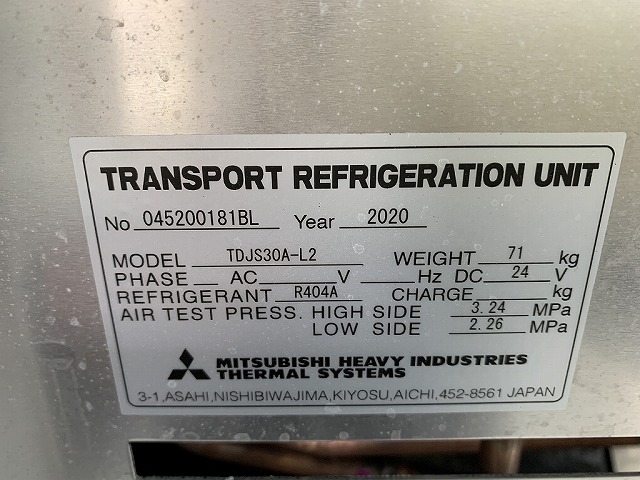 TRANSPORT REFRIGERATION UNIT
No 045200181BL Year 2020
MODEL TDJS30A-L2 WEIGHT 71 kg
PHASE AC V Hz DC 24 V
REFRIGERANT R404A CHARGE kg
AIR TEST PRESS. HIGH SIDE 3.24 MPa
LOW SIDE 2.26 MPa
MITSUBISHI HEAVY INDUSTRIES
THERMAL SYSTEMS
3-1,ASAHI,NISHIBIWAJIMA,KIYOSU,AICHI,452-8561 JAPAN